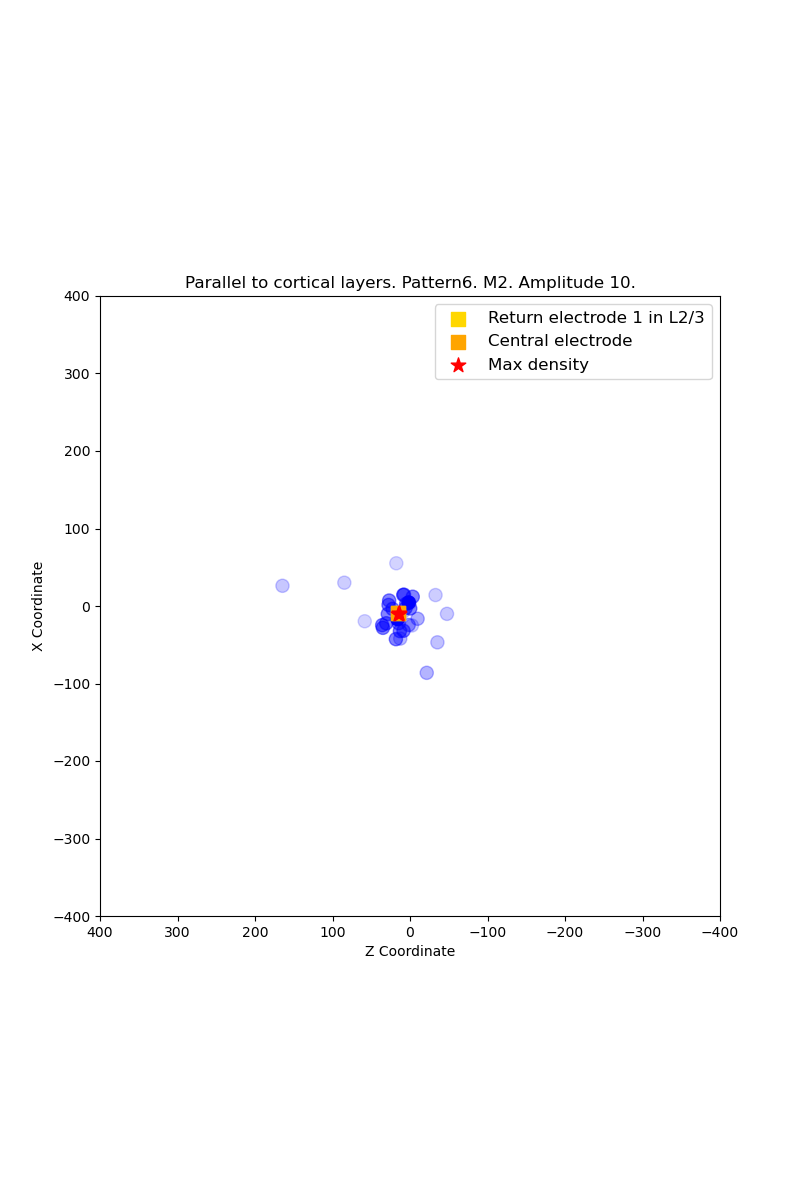 Parallel to cortical layers. Pattern6. M2. Amplitude 10.
Return electrode 1 in L2/3
Central electrode
Max density
400
300
200
100
0
−100
−200
−300
−400
X Coordinate
400 300 200 100 0 −100 −200 −300 −400
Z Coordinate